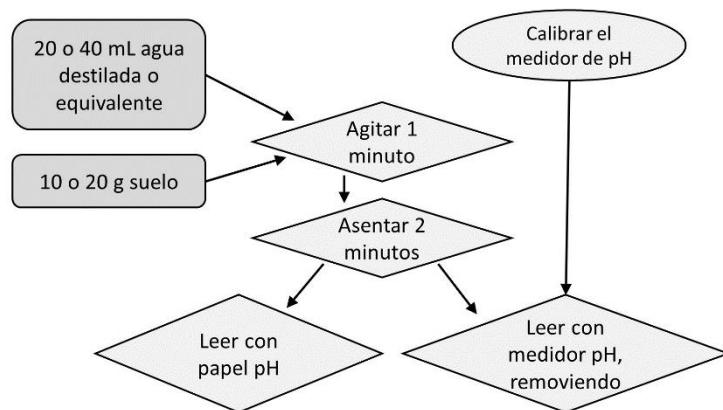 20 o 40 mL agua
destilada o
equivalente
Calibrar el
medidor de pH
Agitar 1
minuto
10 o 20 g suelo
Asentar 2
minutos
Leer con
papel pH
Leer con
medidor pH,
removiendo